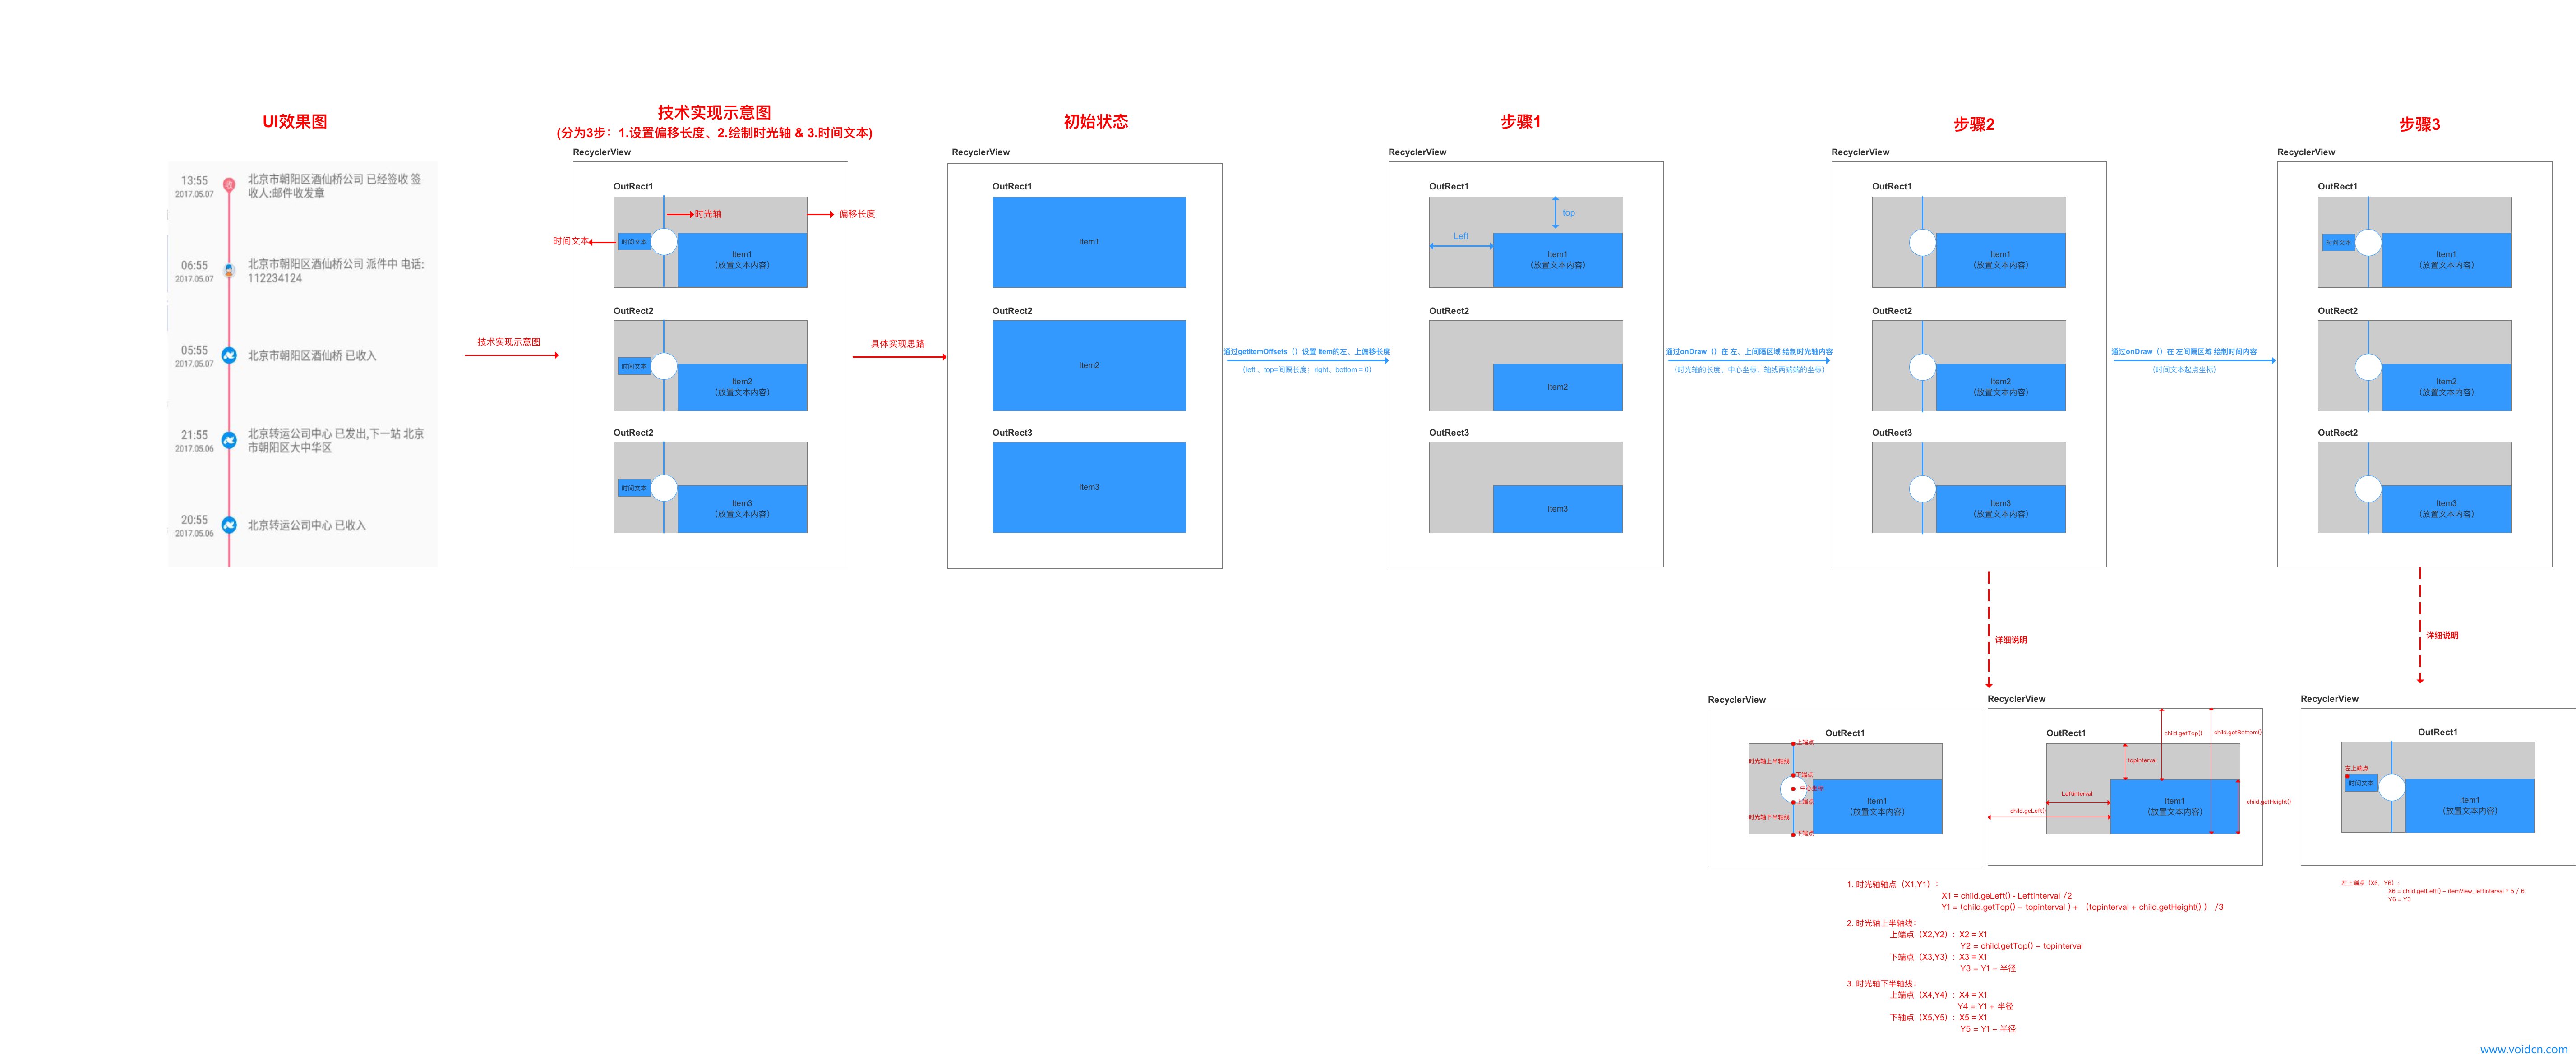 UI效果图
13:55
2017.05.07
北京市朝阳区酒仙桥公司 已经签收 签
收人:邮件收发章
06:55
2017.05.07
北京市朝阳区酒仙桥公司 派件中 电话:
112234124
05:55
2017.05.07
北京市朝阳区酒仙桥 已收入
21:55
2017.05.06
北京转运公司中心 已发出,下一站 北京
市朝阳区大中华区
20:55
2017.05.06
北京转运公司中心 已收入
技术实现示意图
技术实现示意图
(分为3步：1.设置偏移长度、2.绘制时光轴 & 3.时间文本)
RecyclerView
OutRect1
时光轴
偏移长度
时间文本
时间文本
Item1
（放置文本内容）
OutRect2
时间文本
Item2
（放置文本内容）
OutRect2
时间文本
Item3
（放置文本内容）
具体实现思路
初始状态
RecyclerView
OutRect1
Item1
OutRect2
Item2
OutRect3
Item3
通过getItemOffsets（）设置 Item的左、上偏移长度
（left 、top=间隔长度；right、bottom = 0）
步骤1
RecyclerView
OutRect1
top
Left
Item1
（放置文本内容）
OutRect2
Item2
OutRect3
Item3
通过onDraw（）在 左、上间隔区域 绘制时光轴内容
（时光轴的长度、中心坐标、轴线两端端的坐标）
步骤2
RecyclerView
OutRect1
Item1
（放置文本内容）
OutRect2
Item2
（放置文本内容）
OutRect3
Item3
（放置文本内容）
通过onDraw（）在 左间隔区域 绘制时间内容
（时间文本起点坐标）
步骤3
RecyclerView
OutRect1
时间文本
Item1
（放置文本内容）
OutRect2
Item2
（放置文本内容）
OutRect2
Item3
（放置文本内容）
详细说明
详细说明
RecyclerView
OutRect1
上端点
时光轴上半轴线
下端点
中心坐标
上端点
时光轴下半轴线
下端点
Item1
（放置文本内容）
RecyclerView
OutRect1
child.getTop()
child.getBottom()
topinterval
Leftinterval
child.geLeft()
child.getHeight()
Item1
（放置文本内容）
RecyclerView
OutRect1
左上端点
时间文本
Item1
（放置文本内容）
1. 时光轴轴点（X1,Y1）：
X1 = child.geLeft() - Leftinterval /2
Y1 = (child.getTop() – topinterval ) + （topinterval + child.getHeight() ） /3
2. 时光轴上半轴线：
上端点（X2,Y2）: X2 = X1
Y2 = child.getTop() – topinterval
下端点（X3,Y3）: X3 = X1
Y3 = Y1 – 半径
3. 时光轴下半轴线：
上端点（X4,Y4）: X4 = X1
Y4 = Y1 + 半径
下轴点（X5,Y5）: X5 = X1
Y5 = Y1 – 半径
左上端点（X6，Y6）:
X6 = child.getLeft() – itemView_leftinterval * 5 / 6
Y6 = Y3
www.voidcn.com